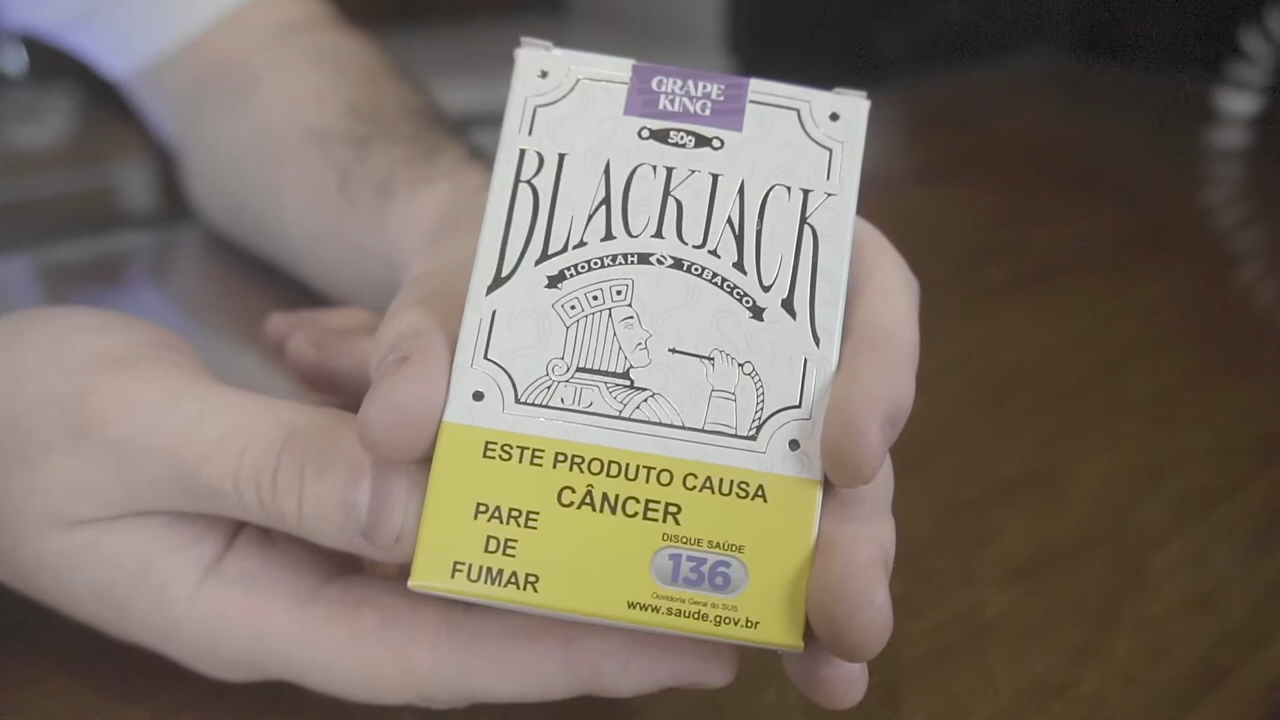 GRAPE
KING
50g
BLACKJACK
HOOKAH TOBACCO
ESTE PRODUTO CAUSA
CÂNCER
PARE
DE
FUMAR
DISQUE SAÚDE
136
Ouvidoria Geral do SUS
www.saude.gov.br